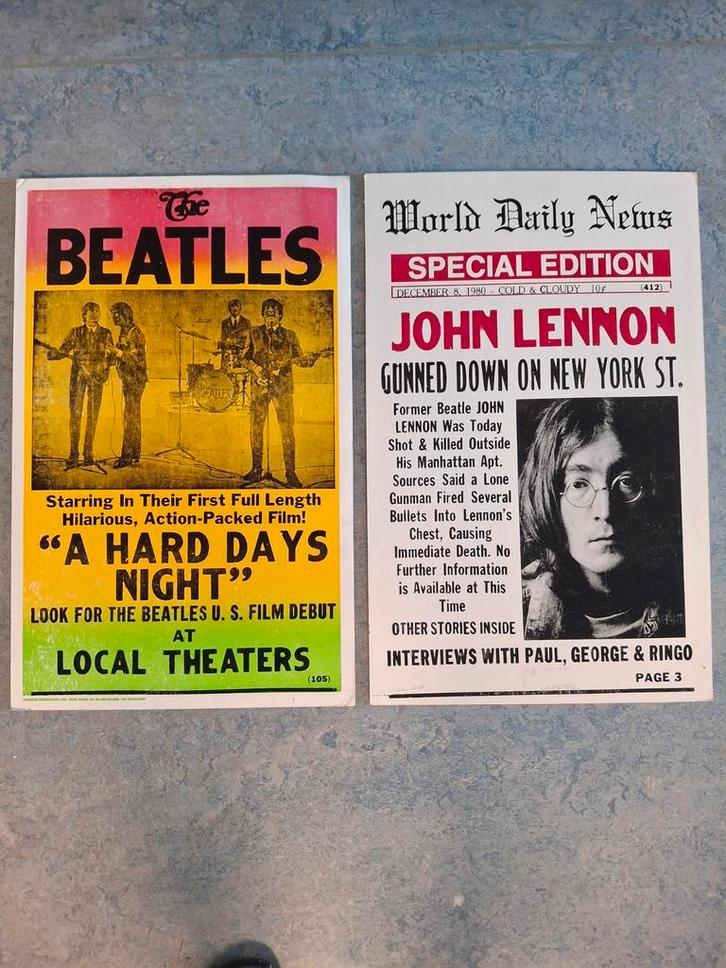 The
BEATLES
BEATLES
Starring In Their First Full Length
Hilarious, Action-Packed Film!
“A HARD DAYS
NIGHT”
LOOK FOR THE BEATLES U. S. FILM DEBUT
AT
LOCAL THEATERS
(105)
World Daily News
SPECIAL EDITION
DECEMBER 8, 1980 - COLD & CLOUDY 10¢ (412)
JOHN LENNON
GUNNED DOWN ON NEW YORK ST.
Former Beatle JOHN
LENNON Was Today
Shot & Killed Outside
His Manhattan Apt.
Sources Said a Lone
Gunman Fired Several
Bullets Into Lennon's
Chest, Causing
Immediate Death. No
Further Information
is Available at This
Time
OTHER STORIES INSIDE
INTERVIEWS WITH PAUL, GEORGE & RINGO
PAGE 3